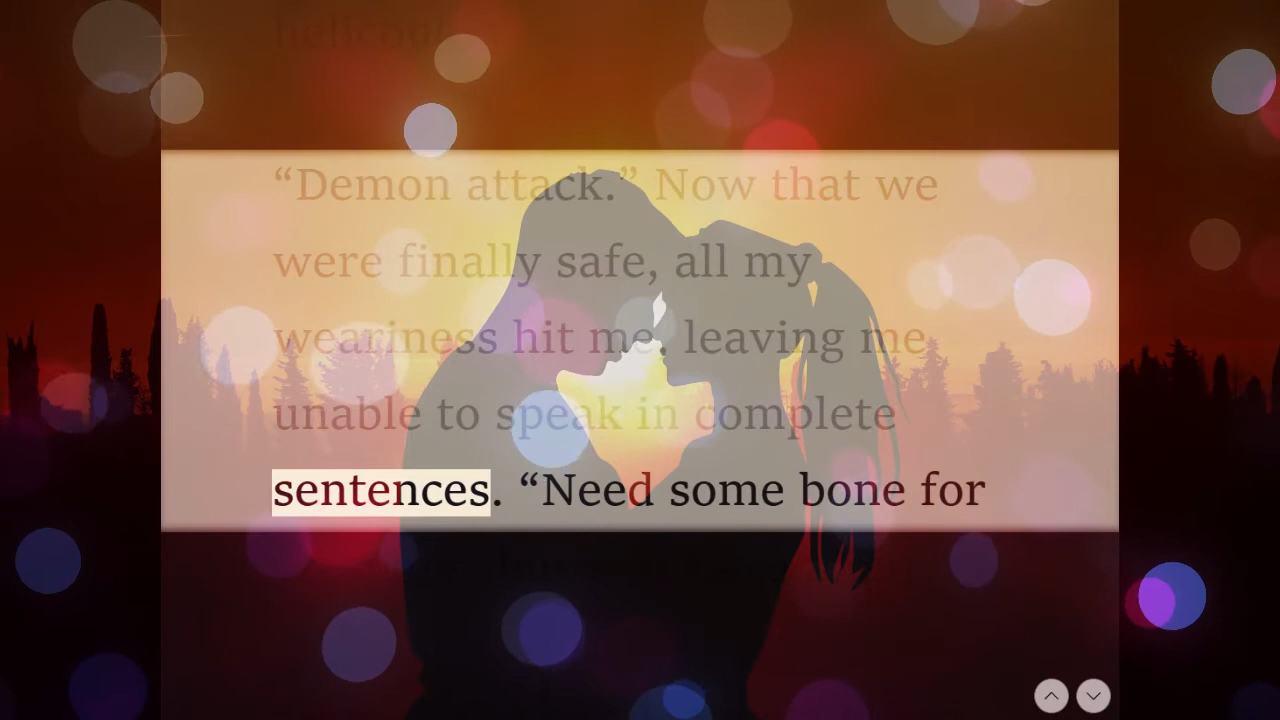 “Demon attack.” Now that we
were finally safe, all my
weariness hit me, leaving me
unable to speak in complete
sentences. “Need some bone for